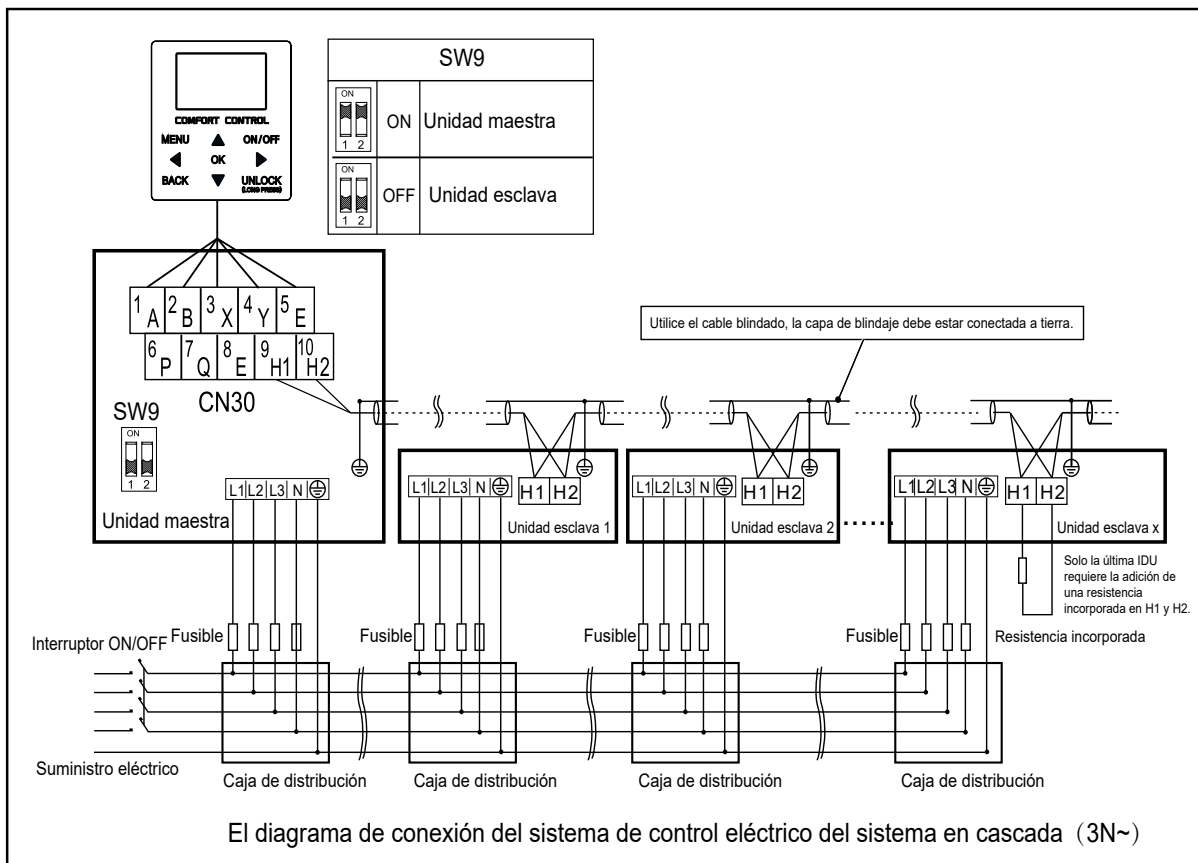 COMFORT CONTROL
MENU ON/OFF
OK
BACK UNLOCK
(LONG PRESS)
SW9
ON
1 2
ON Unidad maestra
ON
1 2
OFF Unidad esclava
1 A 2 B 3 X 4 Y 5 E
6 P 7 Q 8 E 9 H1 10 H2
CN30
SW9
ON
1 2
L1 L2 L3 N
Unidad maestra
Utilice el cable blindado, la capa de blindaje debe estar conectada a tierra.
L1 L2 L3 N H1 H2
Unidad esclava 1
L1 L2 L3 N H1 H2
Unidad esclava 2
L1 L2 L3 N H1 H2
Unidad esclava x
Solo la última IDU
requiere la adición de
una resistencia
incorporada en H1 y H2.
Resistencia incorporada
Interruptor ON/OFF
Fusible
Fusible
Fusible
Fusible
Suministro eléctrico
Caja de distribución
Caja de distribución
Caja de distribución
Caja de distribución
El diagrama de conexión del sistema de control eléctrico del sistema en cascada（3N~）